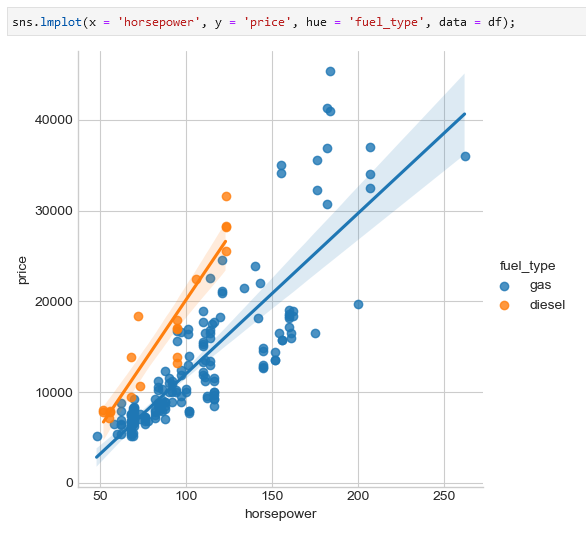 sns.lmplot(x = 'horsepower', y = 'price', hue = 'fuel_type', data = df);
40000
30000
20000
10000
0
price
50
100
150
200
250
horsepower
fuel_type
gas
diesel